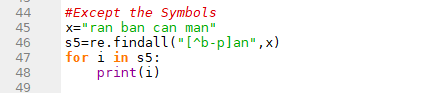 44 #Except the Symbols
45 x="ran ban can man"
46 s5=re.findall("[^b-p]an",x)
47 for i in s5:
48     print(i)
49